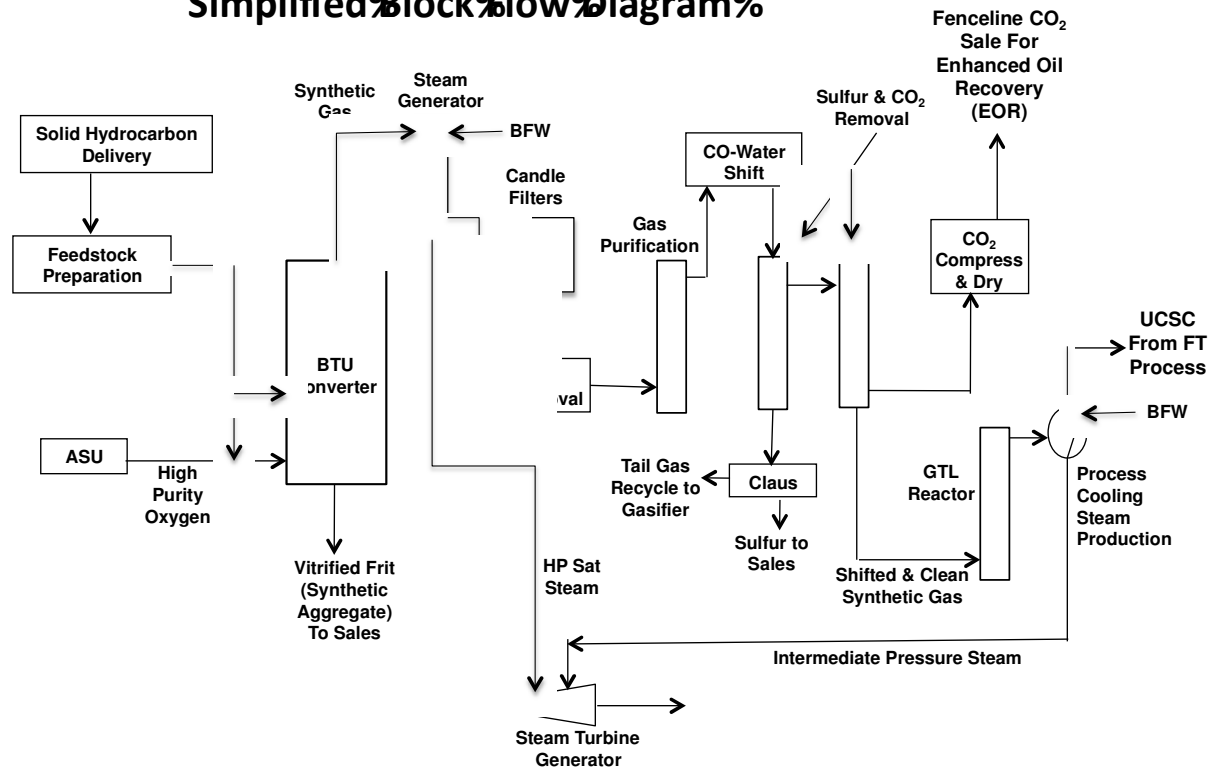 Simplified%Block%Flow%Diagram%
Fenceline CO₂
Sale For
Enhanced Oil
Recovery
(EOR)
Steam
Generator
Synthetic
Gas
BFW
Sulfur & CO₂
Removal
Solid Hydrocarbon
Delivery
CO-Water
Shift
Candle
Filters
Gas
Purification
Feedstock
Preparation
CO₂
Compress
& Dry
UCSC
From FT
Process
BFW
BTU
onverter
oval
ASU
High
Purity
Oxygen
Tail Gas
Recycle to
Gasifier
Claus
GTL
Reactor
Process
Cooling
Steam
Production
Sulfur to
Sales
HP Sat
Steam
Shifted & Clean
Synthetic Gas
Vitrified Frit
(Synthetic
Aggregate)
To Sales
Intermediate Pressure Steam
Steam Turbine
Generator